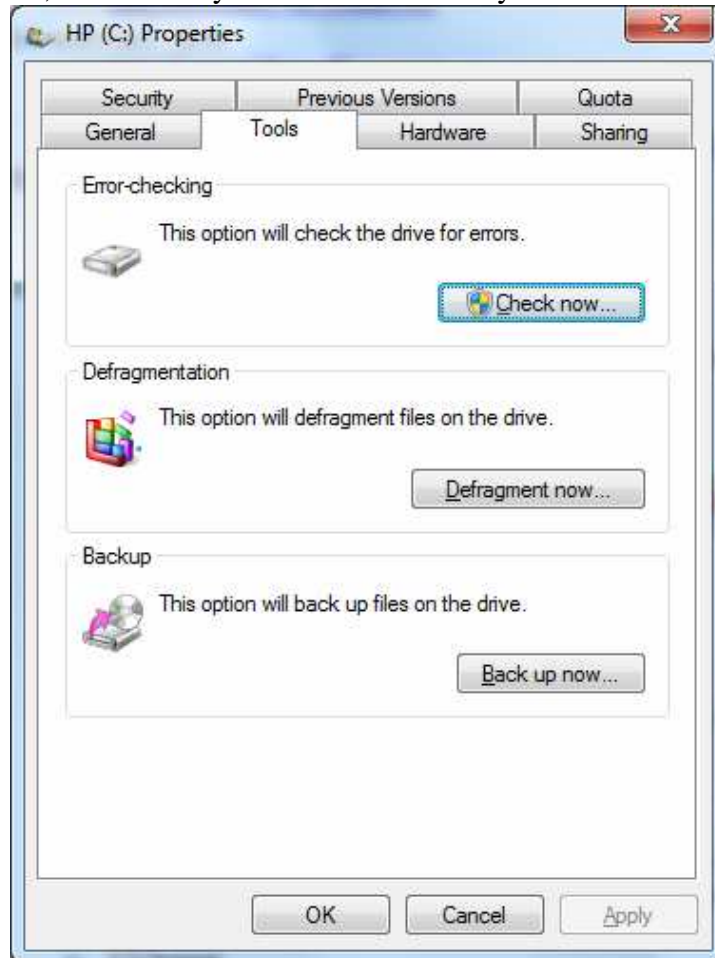 HP (C:) Properties
Security Previous Versions Quota
General Tools Hardware Sharing
Error-checking
This option will check the drive for errors.
Check now...
Defragmentation
This option will defragment files on the drive.
Defragment now...
Backup
This option will back up files on the drive.
Back up now...
OK Cancel Apply